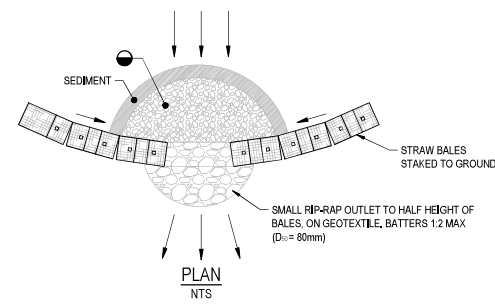 SEDIMENT
STRAW BALES
STAKED TO GROUND
SMALL RIP-RAP OUTLET TO HALF HEIGHT OF
BALES, ON GEOTEXTILE. BATTERS 1:2 MAX
(D₅₀ = 80mm)
PLAN
NTS